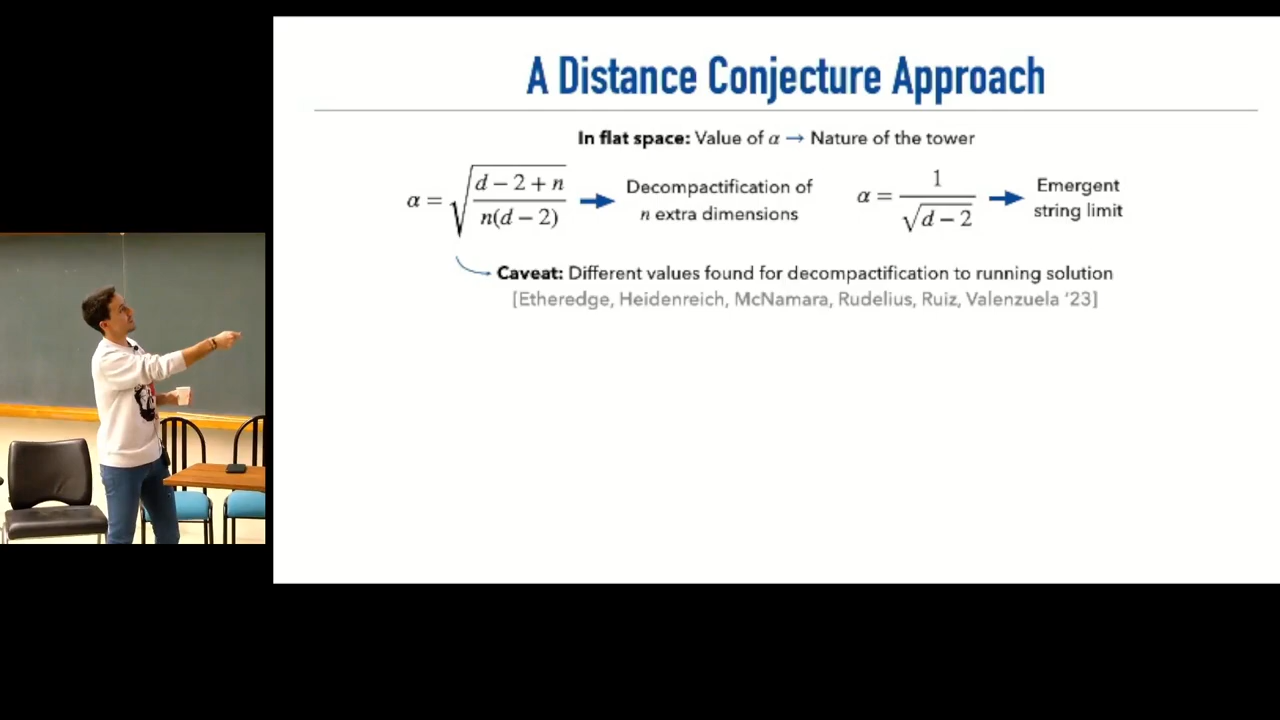 A Distance Conjecture Approach
In flat space: Value of α → Nature of the tower
α = √((d − 2 + n)/(n(d − 2))) → Decompactification of n extra dimensions
α = 1/√(d − 2) → Emergent string limit
Caveat: Different values found for decompactification to running solution
[Etheredge, Heidenreich, McNamara, Rudelius, Ruiz, Valenzuela '23]